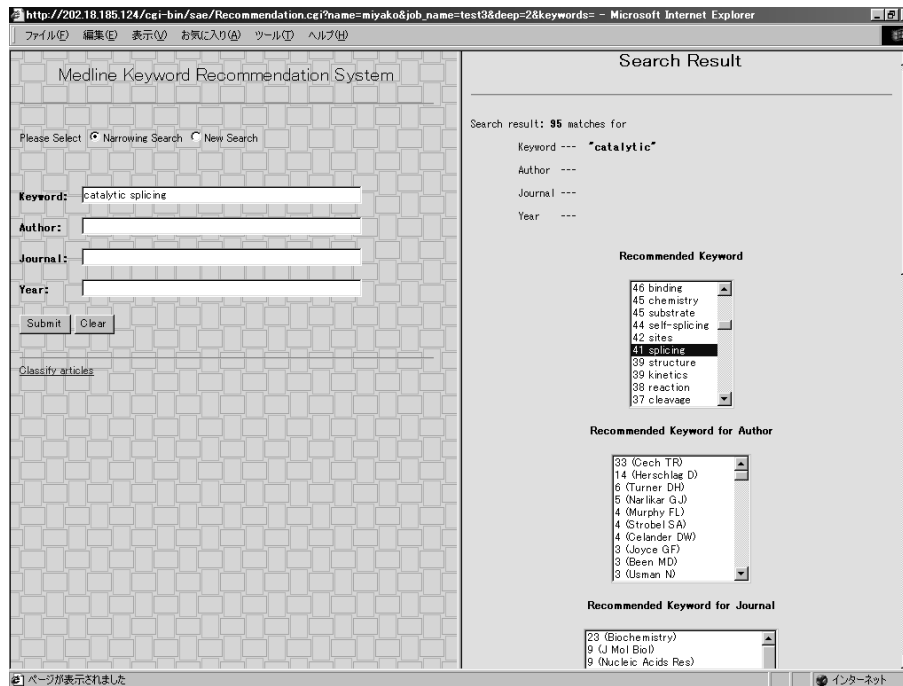 http://202.18.185.124/cgi-bin/sae/Recommendation.cgi?name=miyako&job_name=test3&deep=2&keywords= - Microsoft Internet Explorer
ファイル(F) 編集(E) 表示(V) お気に入り(A) ツール(T) ヘルプ(H)
Medline Keyword Recommendation System
Please Select Narrowing Search New Search
Keyword: catalytic splicing
Author:
Journal:
Year:
Submit Clear
Classify articles
Search Result
Search result: 95 matches for
Keyword --- "catalytic"
Author ---
Journal ---
Year ---
Recommended Keyword
46 binding
45 chemistry
45 substrate
44 self-splicing
42 sites
41 splicing
39 structure
39 kinetics
38 reaction
37 cleavage
Recommended Keyword for Author
33 (Cech TR)
14 (Herschlag D)
6 (Turner DH)
5 (Narlikar GJ)
4 (Murphy FL)
4 (Strobel SA)
4 (Celander DW)
3 (Joyce GF)
3 (Been MD)
3 (Usman N)
Recommended Keyword for Journal
23 (Biochemistry)
9 (J Mol Biol)
9 (Nucleic Acids Res)
ページが表示されました
インターネット